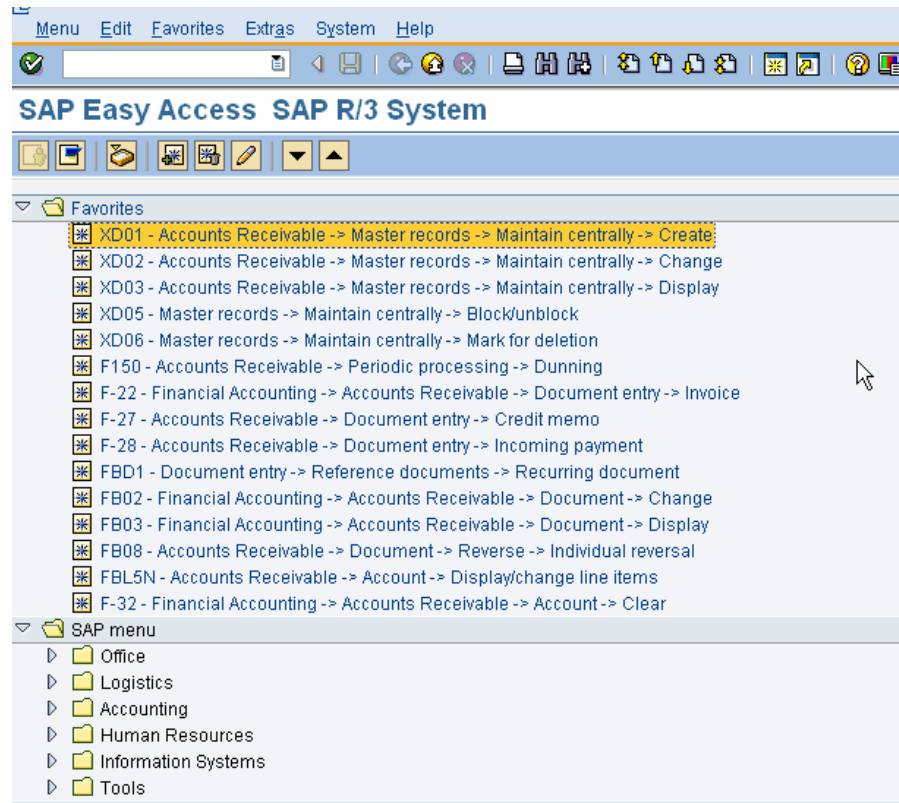 Menu Edit Favorites Extras System Help
SAP Easy Access SAP R/3 System
Favorites
XD01 - Accounts Receivable -> Master records -> Maintain centrally -> Create
XD02 - Accounts Receivable -> Master records -> Maintain centrally -> Change
XD03 - Accounts Receivable -> Master records -> Maintain centrally -> Display
XD05 - Master records -> Maintain centrally -> Block/unblock
XD06 - Master records -> Maintain centrally -> Mark for deletion
F150 - Accounts Receivable -> Periodic processing -> Dunning
F-22 - Financial Accounting -> Accounts Receivable -> Document entry -> Invoice
F-27 - Accounts Receivable -> Document entry -> Credit memo
F-28 - Accounts Receivable -> Document entry -> Incoming payment
FBD1 - Document entry -> Reference documents -> Recurring document
FB02 - Financial Accounting -> Accounts Receivable -> Document -> Change
FB03 - Financial Accounting -> Accounts Receivable -> Document -> Display
FB08 - Accounts Receivable -> Document -> Reverse -> Individual reversal
FBL5N - Accounts Receivable -> Account -> Display/change line items
F-32 - Financial Accounting -> Accounts Receivable -> Account -> Clear
SAP menu
Office
Logistics
Accounting
Human Resources
Information Systems
Tools